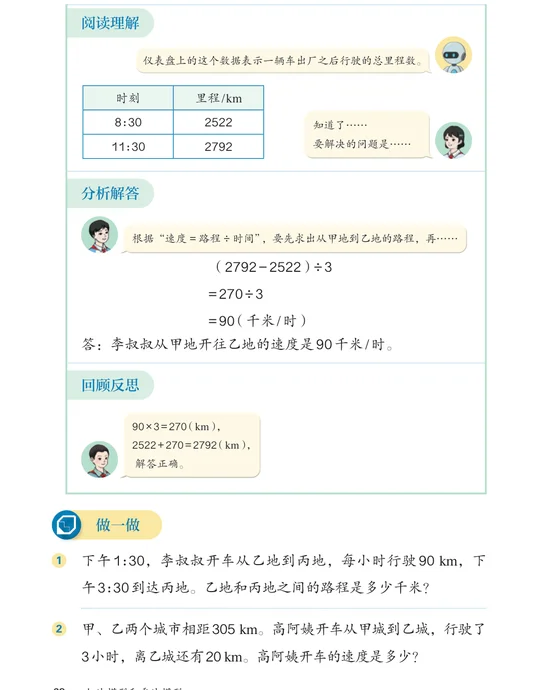 阅读理解
仪表盘上的这个数据表示一辆车出厂之后行驶的总里程数。
时刻 里程/km
8:30 2522
11:30 2792
知道了……
要解决的问题是……
分析解答
根据“速度=路程÷时间”，要先求出从甲地到乙地的路程，再……
(2792-2522)÷3
=270÷3
=90(千米/时)
答：李叔叔从甲地开往乙地的速度是90千米/时。
回顾反思
90×3=270(km)，
2522+270=2792(km)，
解答正确。
做一做
1 下午1:30，李叔叔开车从乙地到丙地，每小时行驶90 km，下
午3:30到达丙地。乙地和丙地之间的路程是多少千米？
2 甲、乙两个城市相距305 km。高阿姨开车从甲城到乙城，行驶了
3小时，离乙城还有20 km。高阿姨开车的速度是多少？